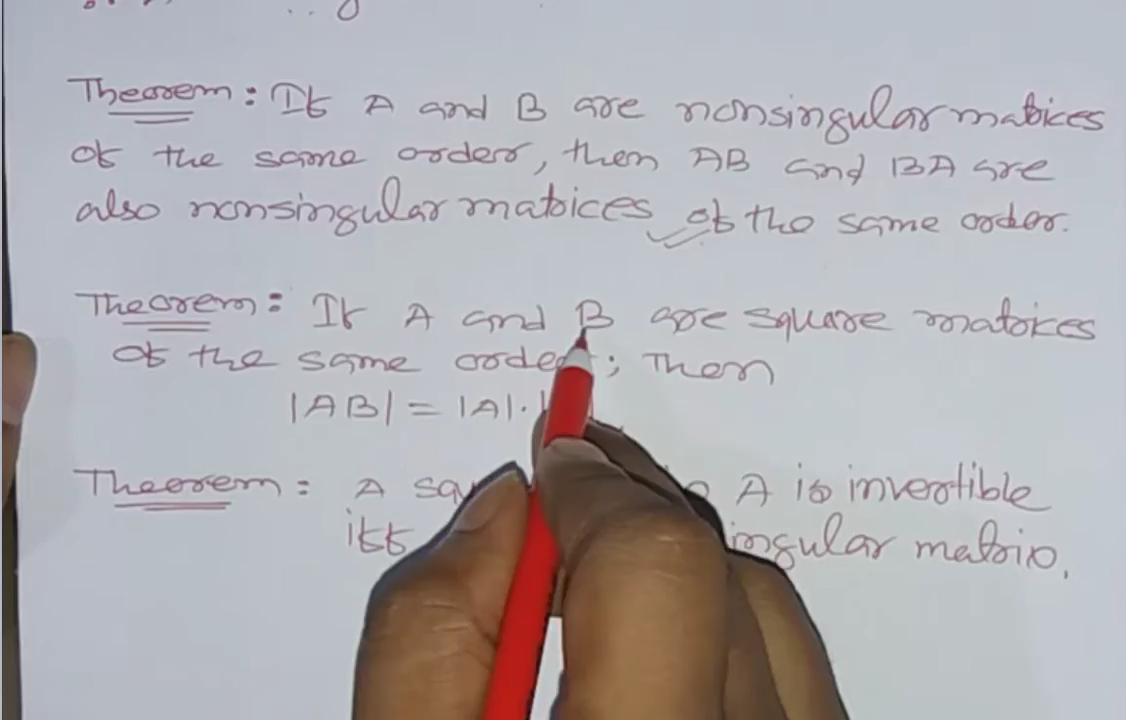 Theorem: If A and B are nonsingular matrices
of the same order, then AB and BA are
also nonsingular matrices of the same order.
Theorem: If A and B are square matrices
of the same order; Then
|AB| = |A|.
Theorem: A A is invertible
iff matrix.